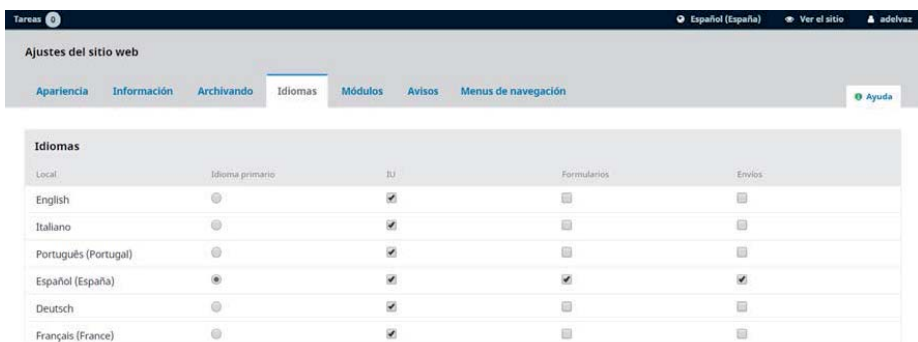 Tareas 0 Español (España) Ver el sitio adelvaz
Ajustes del sitio web
Apariencia Información Archivando Idiomas Módulos Avisos Menus de navegación Ayuda
Idiomas
Local Idioma primario IU Formularios Envíos
English
Italiano
Português (Portugal)
Español (España)
Deutsch
Français (France)